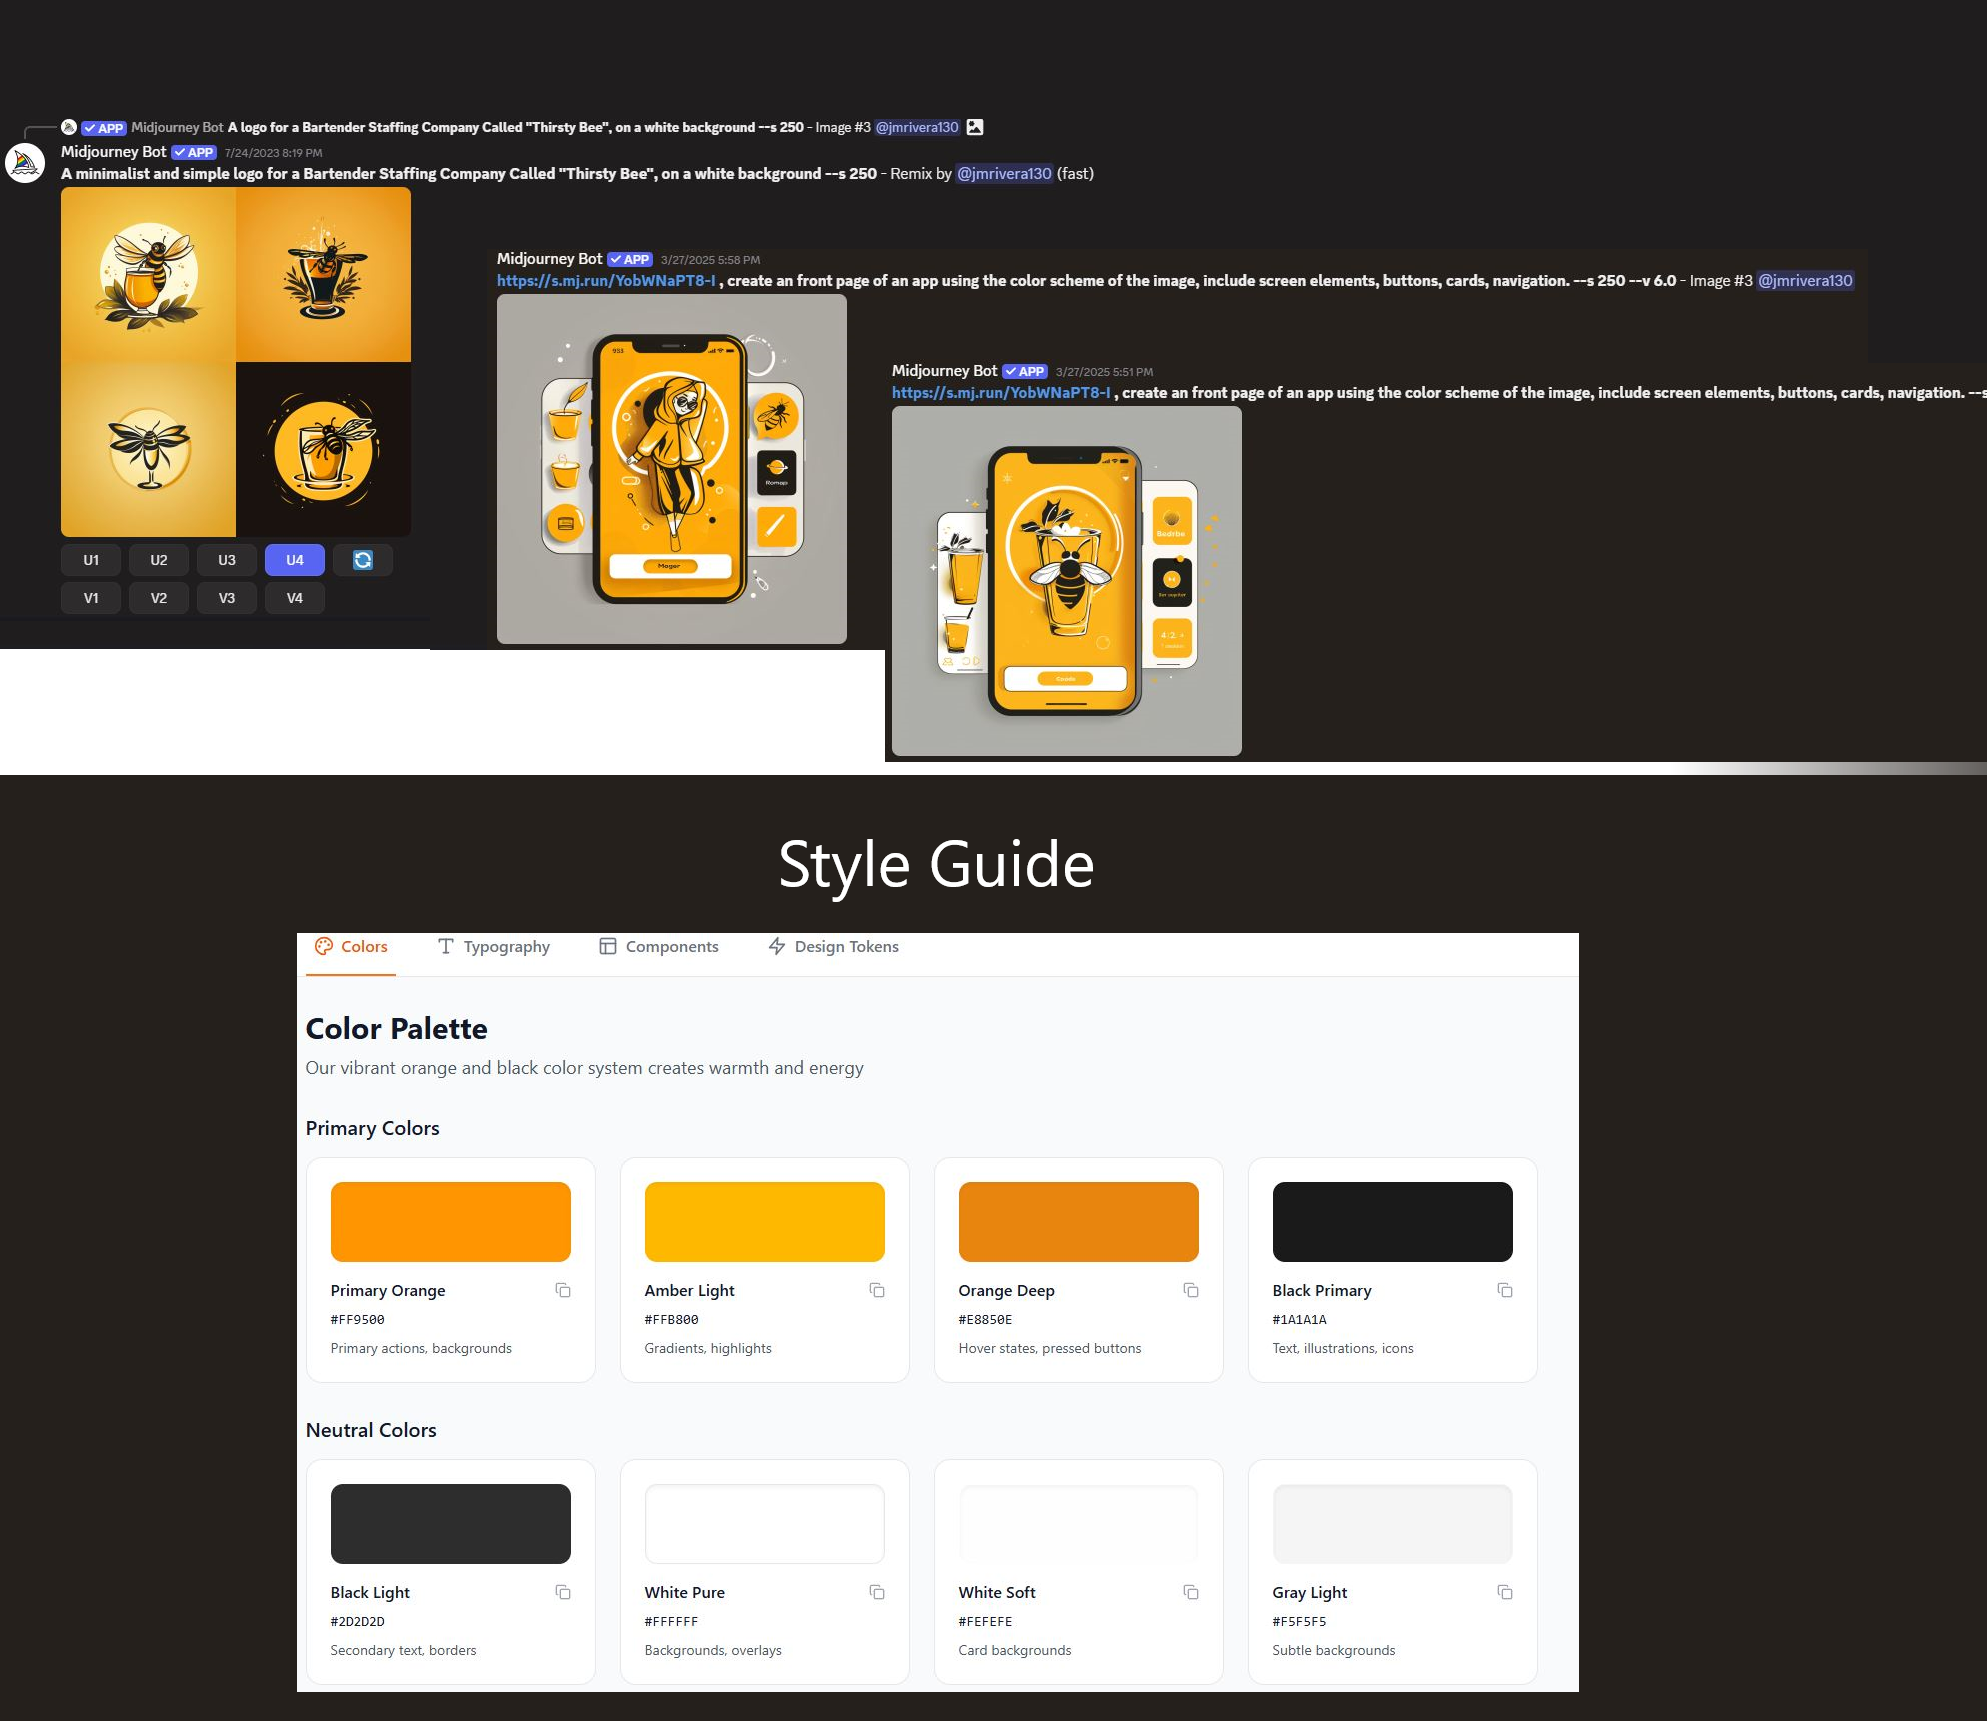 APP Midjourney Bot A logo for a Bartender Staffing Company Called "Thirsty Bee", on a white background --s 250 - Image #3 @jmrivera130
Midjourney Bot APP 7/24/2023 8:19 PM
A minimalist and simple logo for a Bartender Staffing Company Called "Thirsty Bee", on a white background --s 250 - Remix by @jmrivera130 (fast)
U1 U2 U3 U4
V1 V2 V3 V4
Midjourney Bot APP 3/27/2025 5:58 PM
https://s.mj.run/YobWNaPT8-I , create an front page of an app using the color scheme of the image, include screen elements, buttons, cards, navigation. --s 250 --v 6.0 - Image #3 @jmrivera130
933
Romap
Moger
Midjourney Bot APP 3/27/2025 5:51 PM
https://s.mj.run/YobWNaPT8-I , create an front page of an app using the color scheme of the image, include screen elements, buttons, cards, navigation. --s
Style Guide
Colors Typography Components Design Tokens
Color Palette
Our vibrant orange and black color system creates warmth and energy
Primary Colors
Primary Orange
#FF9500
Primary actions, backgrounds
Amber Light
#FFB800
Gradients, highlights
Orange Deep
#E8850E
Hover states, pressed buttons
Black Primary
#1A1A1A
Text, illustrations, icons
Neutral Colors
Black Light
#2D2D2D
Secondary text, borders
White Pure
#FFFFFF
Backgrounds, overlays
White Soft
#FEFEFE
Card backgrounds
Gray Light
#F5F5F5
Subtle backgrounds